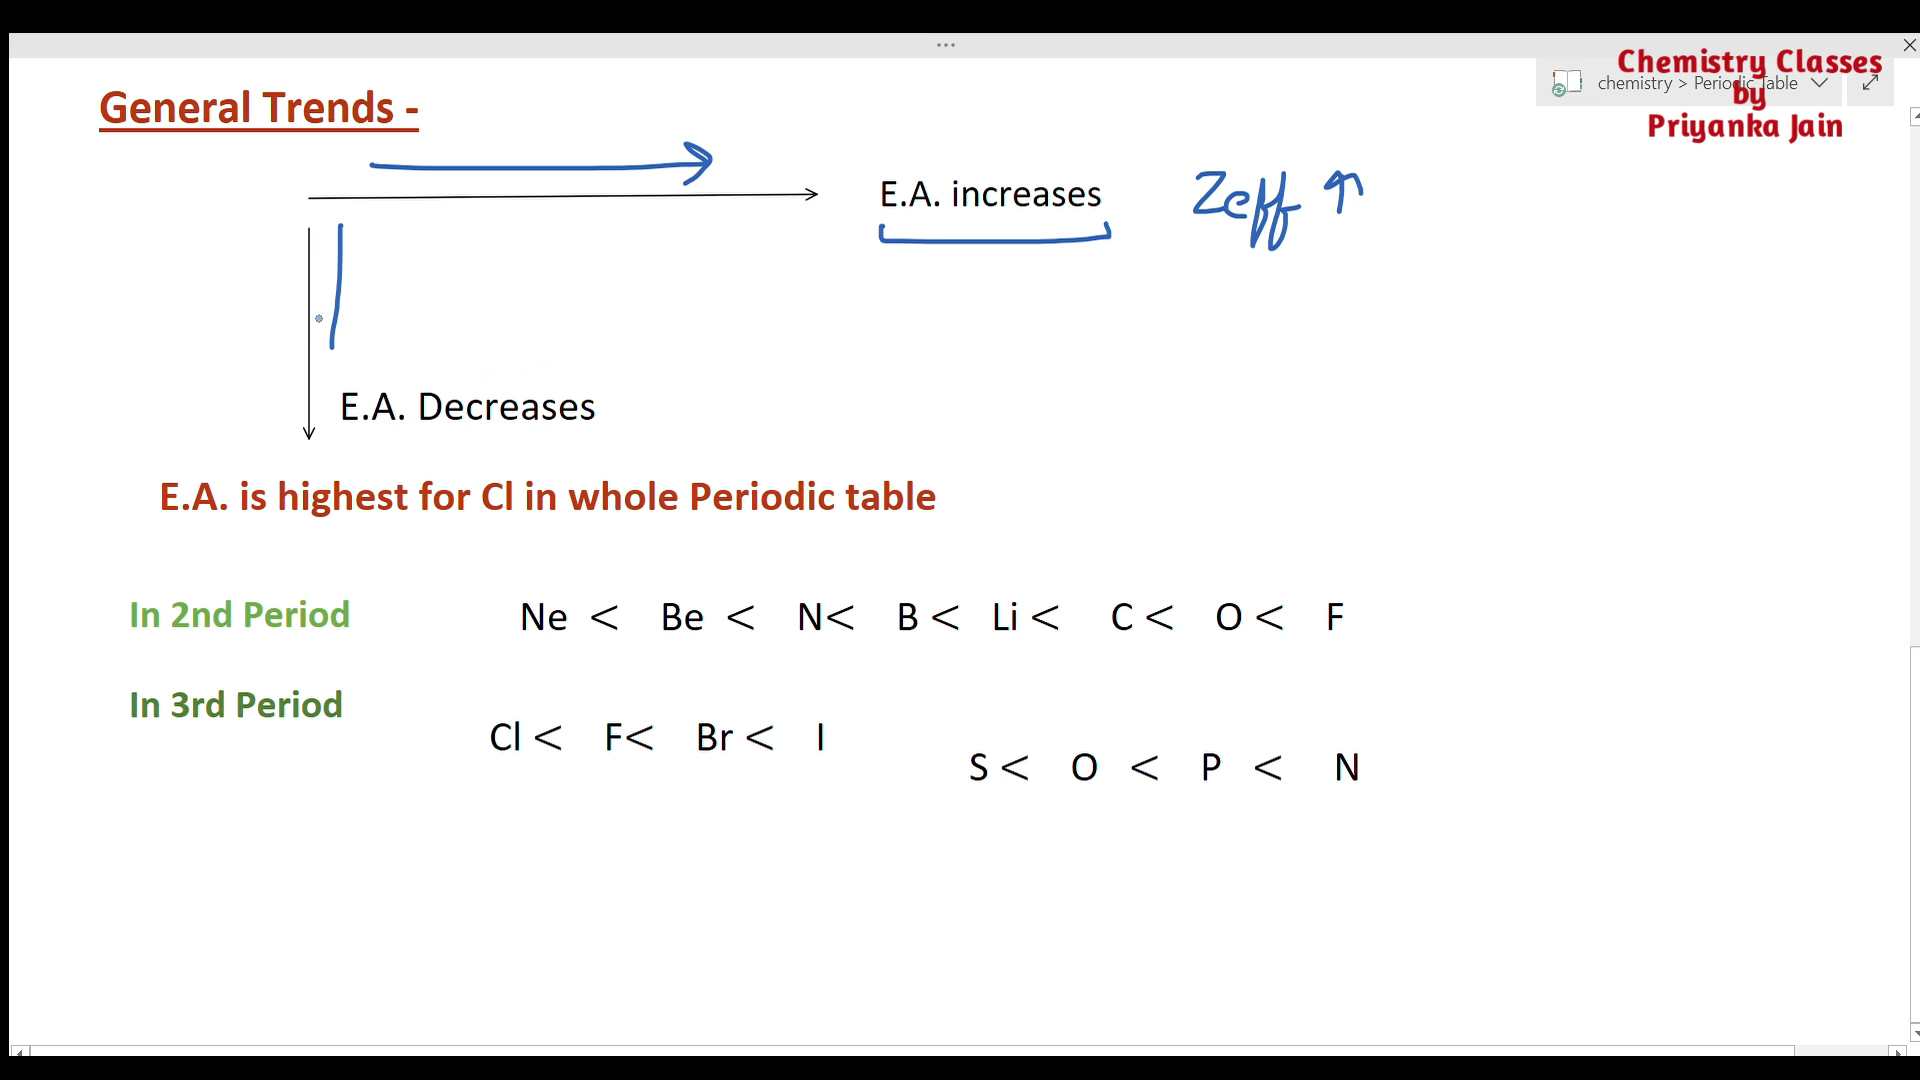 Chemistry Classes
by
Priyanka Jain
chemistry > Periodic Table
General Trends -
E.A. increases
Zeff ↑
E.A. Decreases
E.A. is highest for Cl in whole Periodic table
In 2nd Period
Ne < Be < N< B < Li < C < O < F
In 3rd Period
Cl < F< Br < I
S < O < P < N